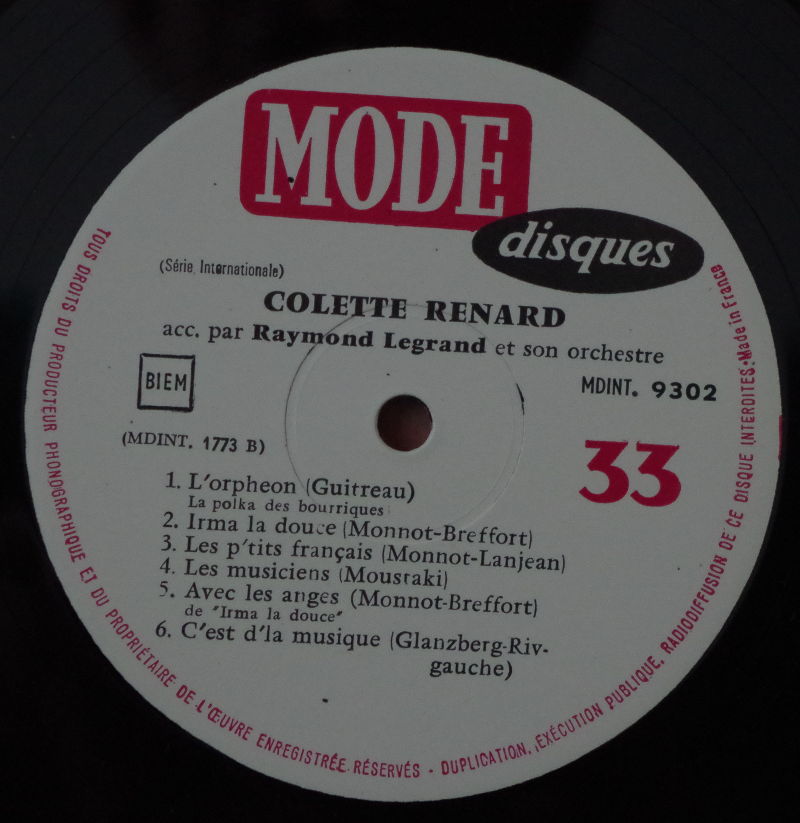 MODE
disques
(Série Internationale)
COLETTE RENARD
acc. par Raymond Legrand et son orchestre
BIEM
MDINT. 9302
(MDINT. 1773 B)
33
1. L'orpheon (Guitreau)
La polka des bourriques
2. Irma la douce (Monnot-Breffort)
3. Les p'tits français (Monnot-Lanjean)
4. Les musiciens (Moustaki)
5. Avec les anges (Monnot-Breffort)
de "Irma la douce"
6. C'est d'la musique (Glanzberg-Riv-
gauche)
TOUS DROITS DU PRODUCTEUR PHONOGRAPHIQUE ET DU PROPRIÉTAIRE DE L'ŒUVRE ENREGISTRÉE RÉSERVÉS - DUPLICATION, EXÉCUTION PUBLIQUE, RADIODIFFUSION DE CE DISQUE INTERDITES. Made in France